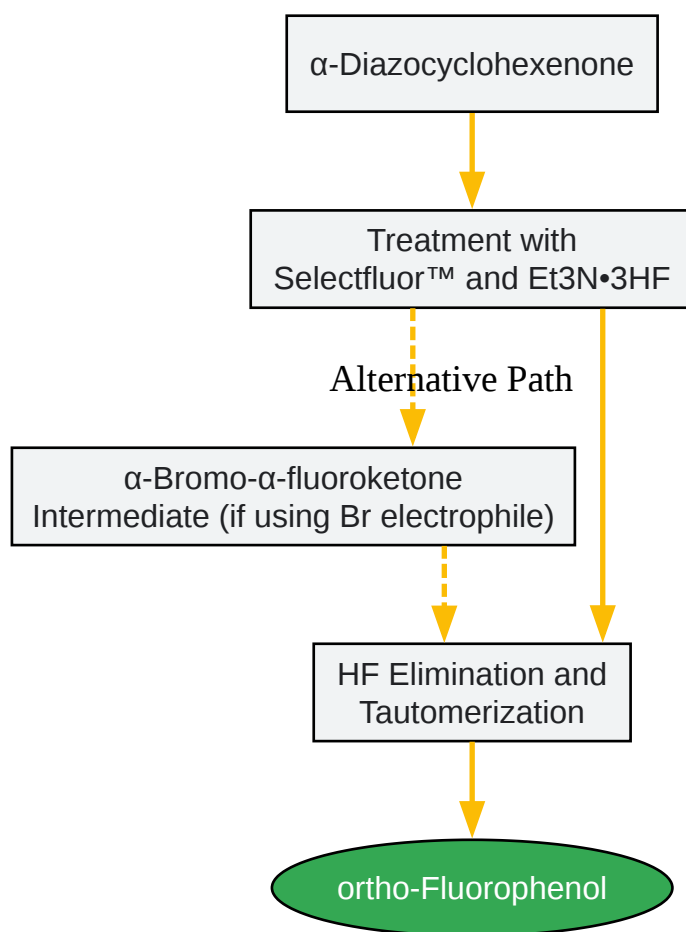 α-Diazocyclohexenone
Treatment with
Selectfluor™ and Et3N•3HF
Alternative Path
α-Bromo-α-fluoroketone
Intermediate (if using Br electrophile)
HF Elimination and
Tautomerization
ortho-Fluorophenol